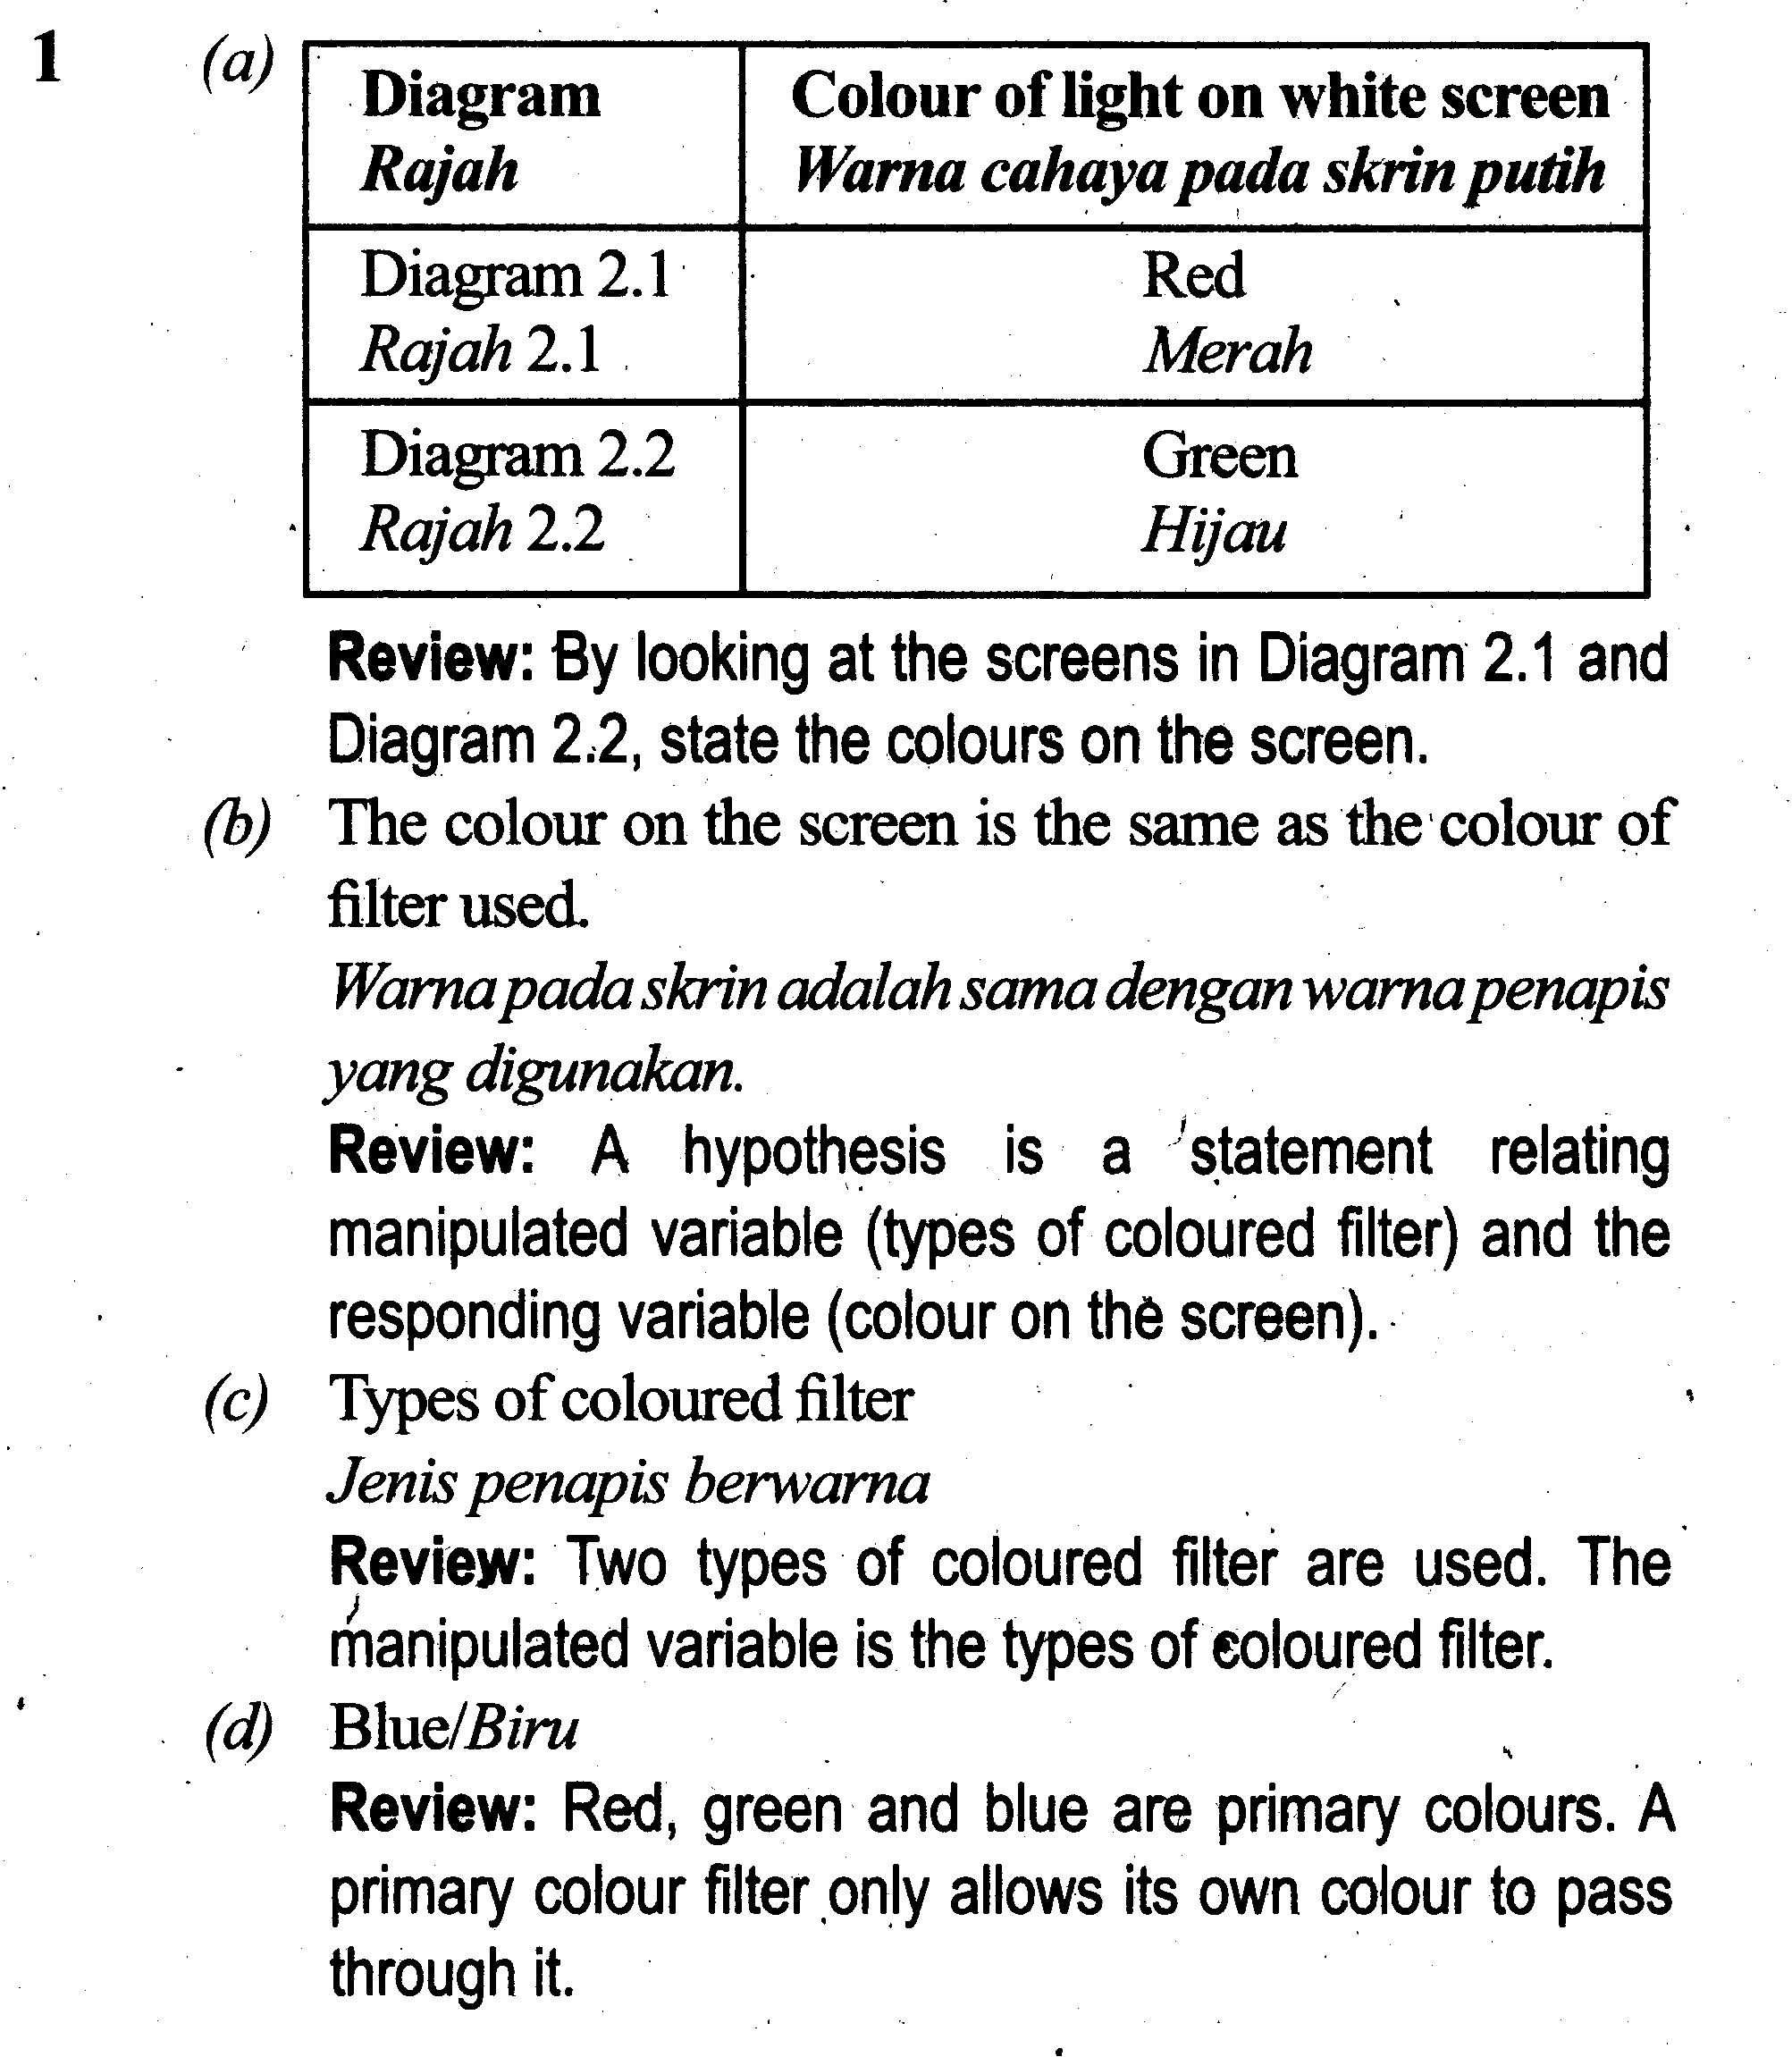 1 (a) Diagram Colour of light on white screen
Rajah Warna cahaya pada skrin putih
Diagram 2.1 Red
Rajah 2.1 Merah
Diagram 2.2 Green
Rajah 2.2 Hijau
Review: By looking at the screens in Diagram 2.1 and
Diagram 2.2, state the colours on the screen.
(b) The colour on the screen is the same as the colour of
filter used.
Warna pada skrin adalah sama dengan warna penapis
yang digunakan.
Review: A hypothesis is a statement relating
manipulated variable (types of coloured filter) and the
responding variable (colour on the screen).
(c) Types of coloured filter
Jenis penapis berwarna
Review: Two types of coloured filter are used. The
manipulated variable is the types of coloured filter.
(d) Blue/Biru
Review: Red, green and blue are primary colours. A
primary colour filter only allows its own colour to pass
through it.